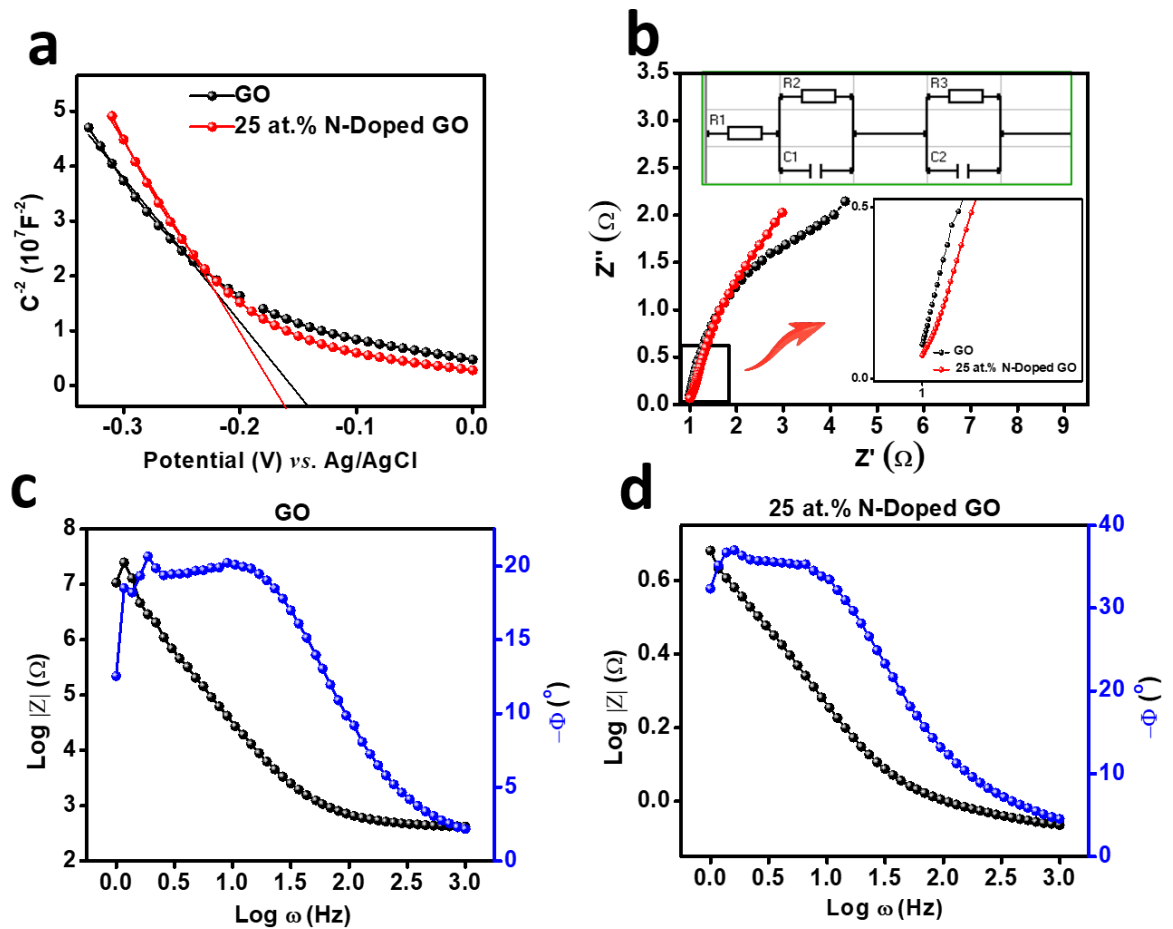 a
GO
25 at.% N-Doped GO
C⁻² (10⁷F⁻²)
5
4
3
2
1
0
-0.3
-0.2
-0.1
0.0
Potential (V) vs. Ag/AgCl
b
Z'' (Ω)
3.5
3.0
2.5
2.0
1.5
1.0
0.5
0.0
R1
R2
C1
R3
C2
0.5
0.0
GO
25 at.% N-Doped GO
1
1
2
3
4
5
6
7
8
9
Z' (Ω)
c
GO
Log |Z| (Ω)
8
7
6
5
4
3
2
20
15
10
5
0
−Φ (°)
0.0
0.5
1.0
1.5
2.0
2.5
3.0
Log ω (Hz)
d
25 at.% N-Doped GO
Log |Z| (Ω)
0.6
0.4
0.2
0.0
40
30
20
10
0
−Φ (°)
0.0
0.5
1.0
1.5
2.0
2.5
3.0
Log ω (Hz)